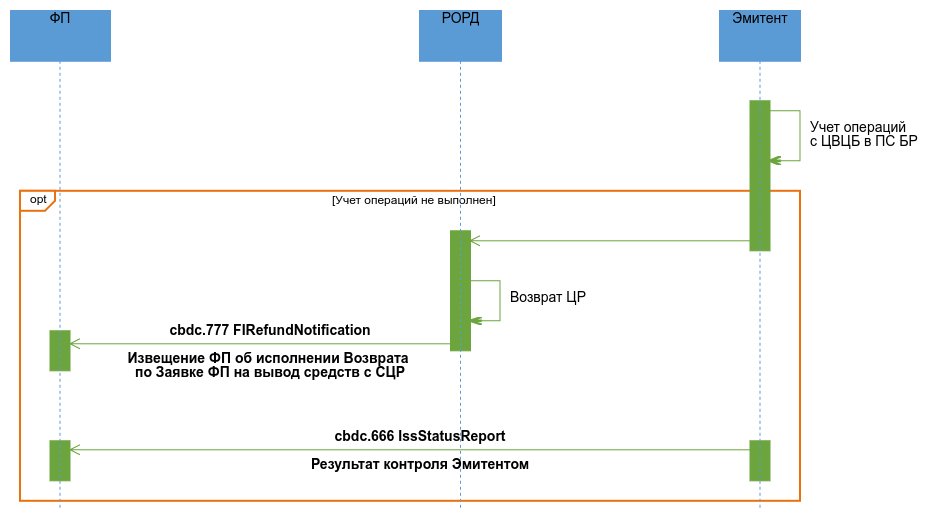 ФП
РОРД
Эмитент
Учет операций
с ЦВЦБ в ПС БР
opt
[Учет операций не выполнен]
Возврат ЦР
cbdc.777 FIRefundNotification
Извещение ФП об исполнении Возврата
по Заявке ФП на вывод средств с СЦР
cbdc.666 IssStatusReport
Результат контроля Эмитентом